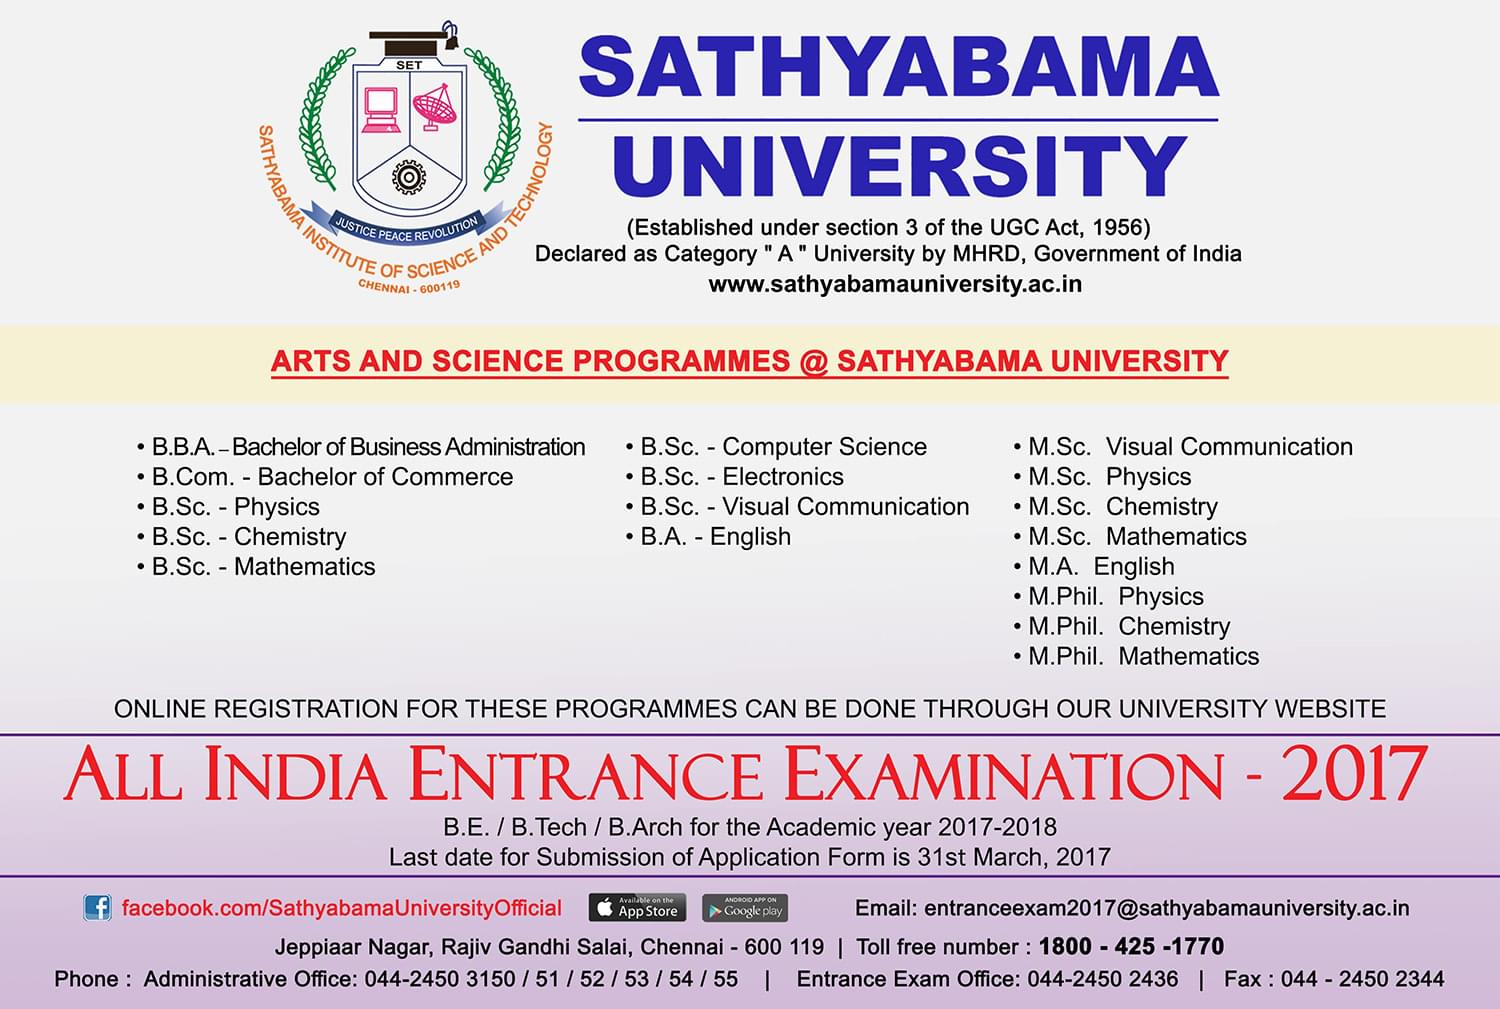 SET
JUSTICE PEACE REVOLUTION
SATHYABAMA INSTITUTE OF SCIENCE AND TECHNOLOGY
CHENNAI - 600119
SATHYABAMA
UNIVERSITY
(Established under section 3 of the UGC Act, 1956)
Declared as Category " A " University by MHRD, Government of India
www.sathyabamauniversity.ac.in
ARTS AND SCIENCE PROGRAMMES @ SATHYABAMA UNIVERSITY
• B.B.A. – Bachelor of Business Administration
• B.Com. - Bachelor of Commerce
• B.Sc. - Physics
• B.Sc. - Chemistry
• B.Sc. - Mathematics
• B.Sc. - Computer Science
• B.Sc. - Electronics
• B.Sc. - Visual Communication
• B.A. - English
• M.Sc. Visual Communication
• M.Sc. Physics
• M.Sc. Chemistry
• M.Sc. Mathematics
• M.A. English
• M.Phil. Physics
• M.Phil. Chemistry
• M.Phil. Mathematics
ONLINE REGISTRATION FOR THESE PROGRAMMES CAN BE DONE THROUGH OUR UNIVERSITY WEBSITE
ALL INDIA ENTRANCE EXAMINATION - 2017
B.E. / B.Tech / B.Arch for the Academic year 2017-2018
Last date for Submission of Application Form is 31st March, 2017
facebook.com/SathyabamaUniversityOfficial
Available on the
App Store
ANDROID APP ON
Google play
Email: entranceexam2017@sathyabamauniversity.ac.in
Jeppiaar Nagar, Rajiv Gandhi Salai, Chennai - 600 119 | Toll free number : 1800 - 425 -1770
Phone : Administrative Office: 044-2450 3150 / 51 / 52 / 53 / 54 / 55 | Entrance Exam Office: 044-2450 2436 | Fax : 044 - 2450 2344